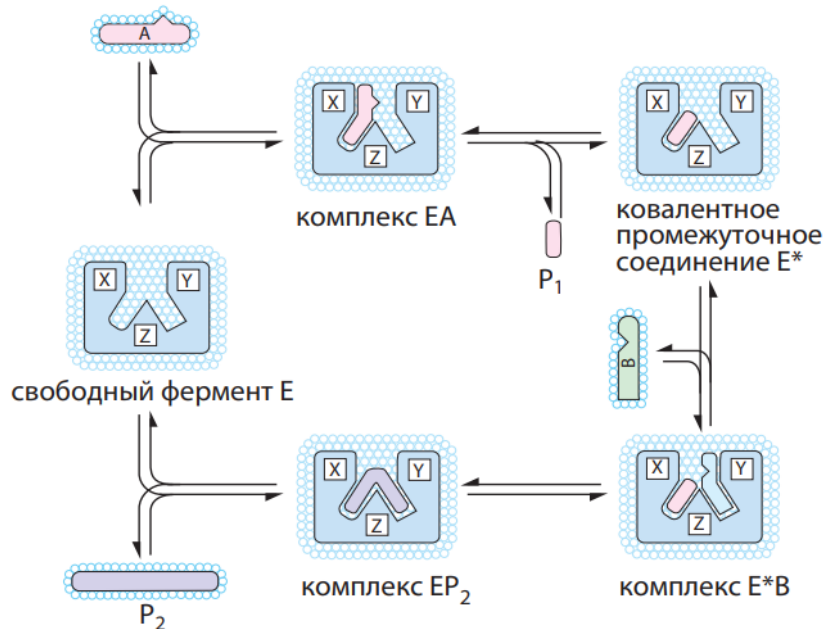 A
X
Y
Z
комплекс EA
X
Y
Z
ковалентное
промежуточное
соединение E*
P₁
X
Y
Z
свободный фермент E
B
X
Y
Z
комплекс EP₂
X
Y
Z
комплекс E*B
P₂